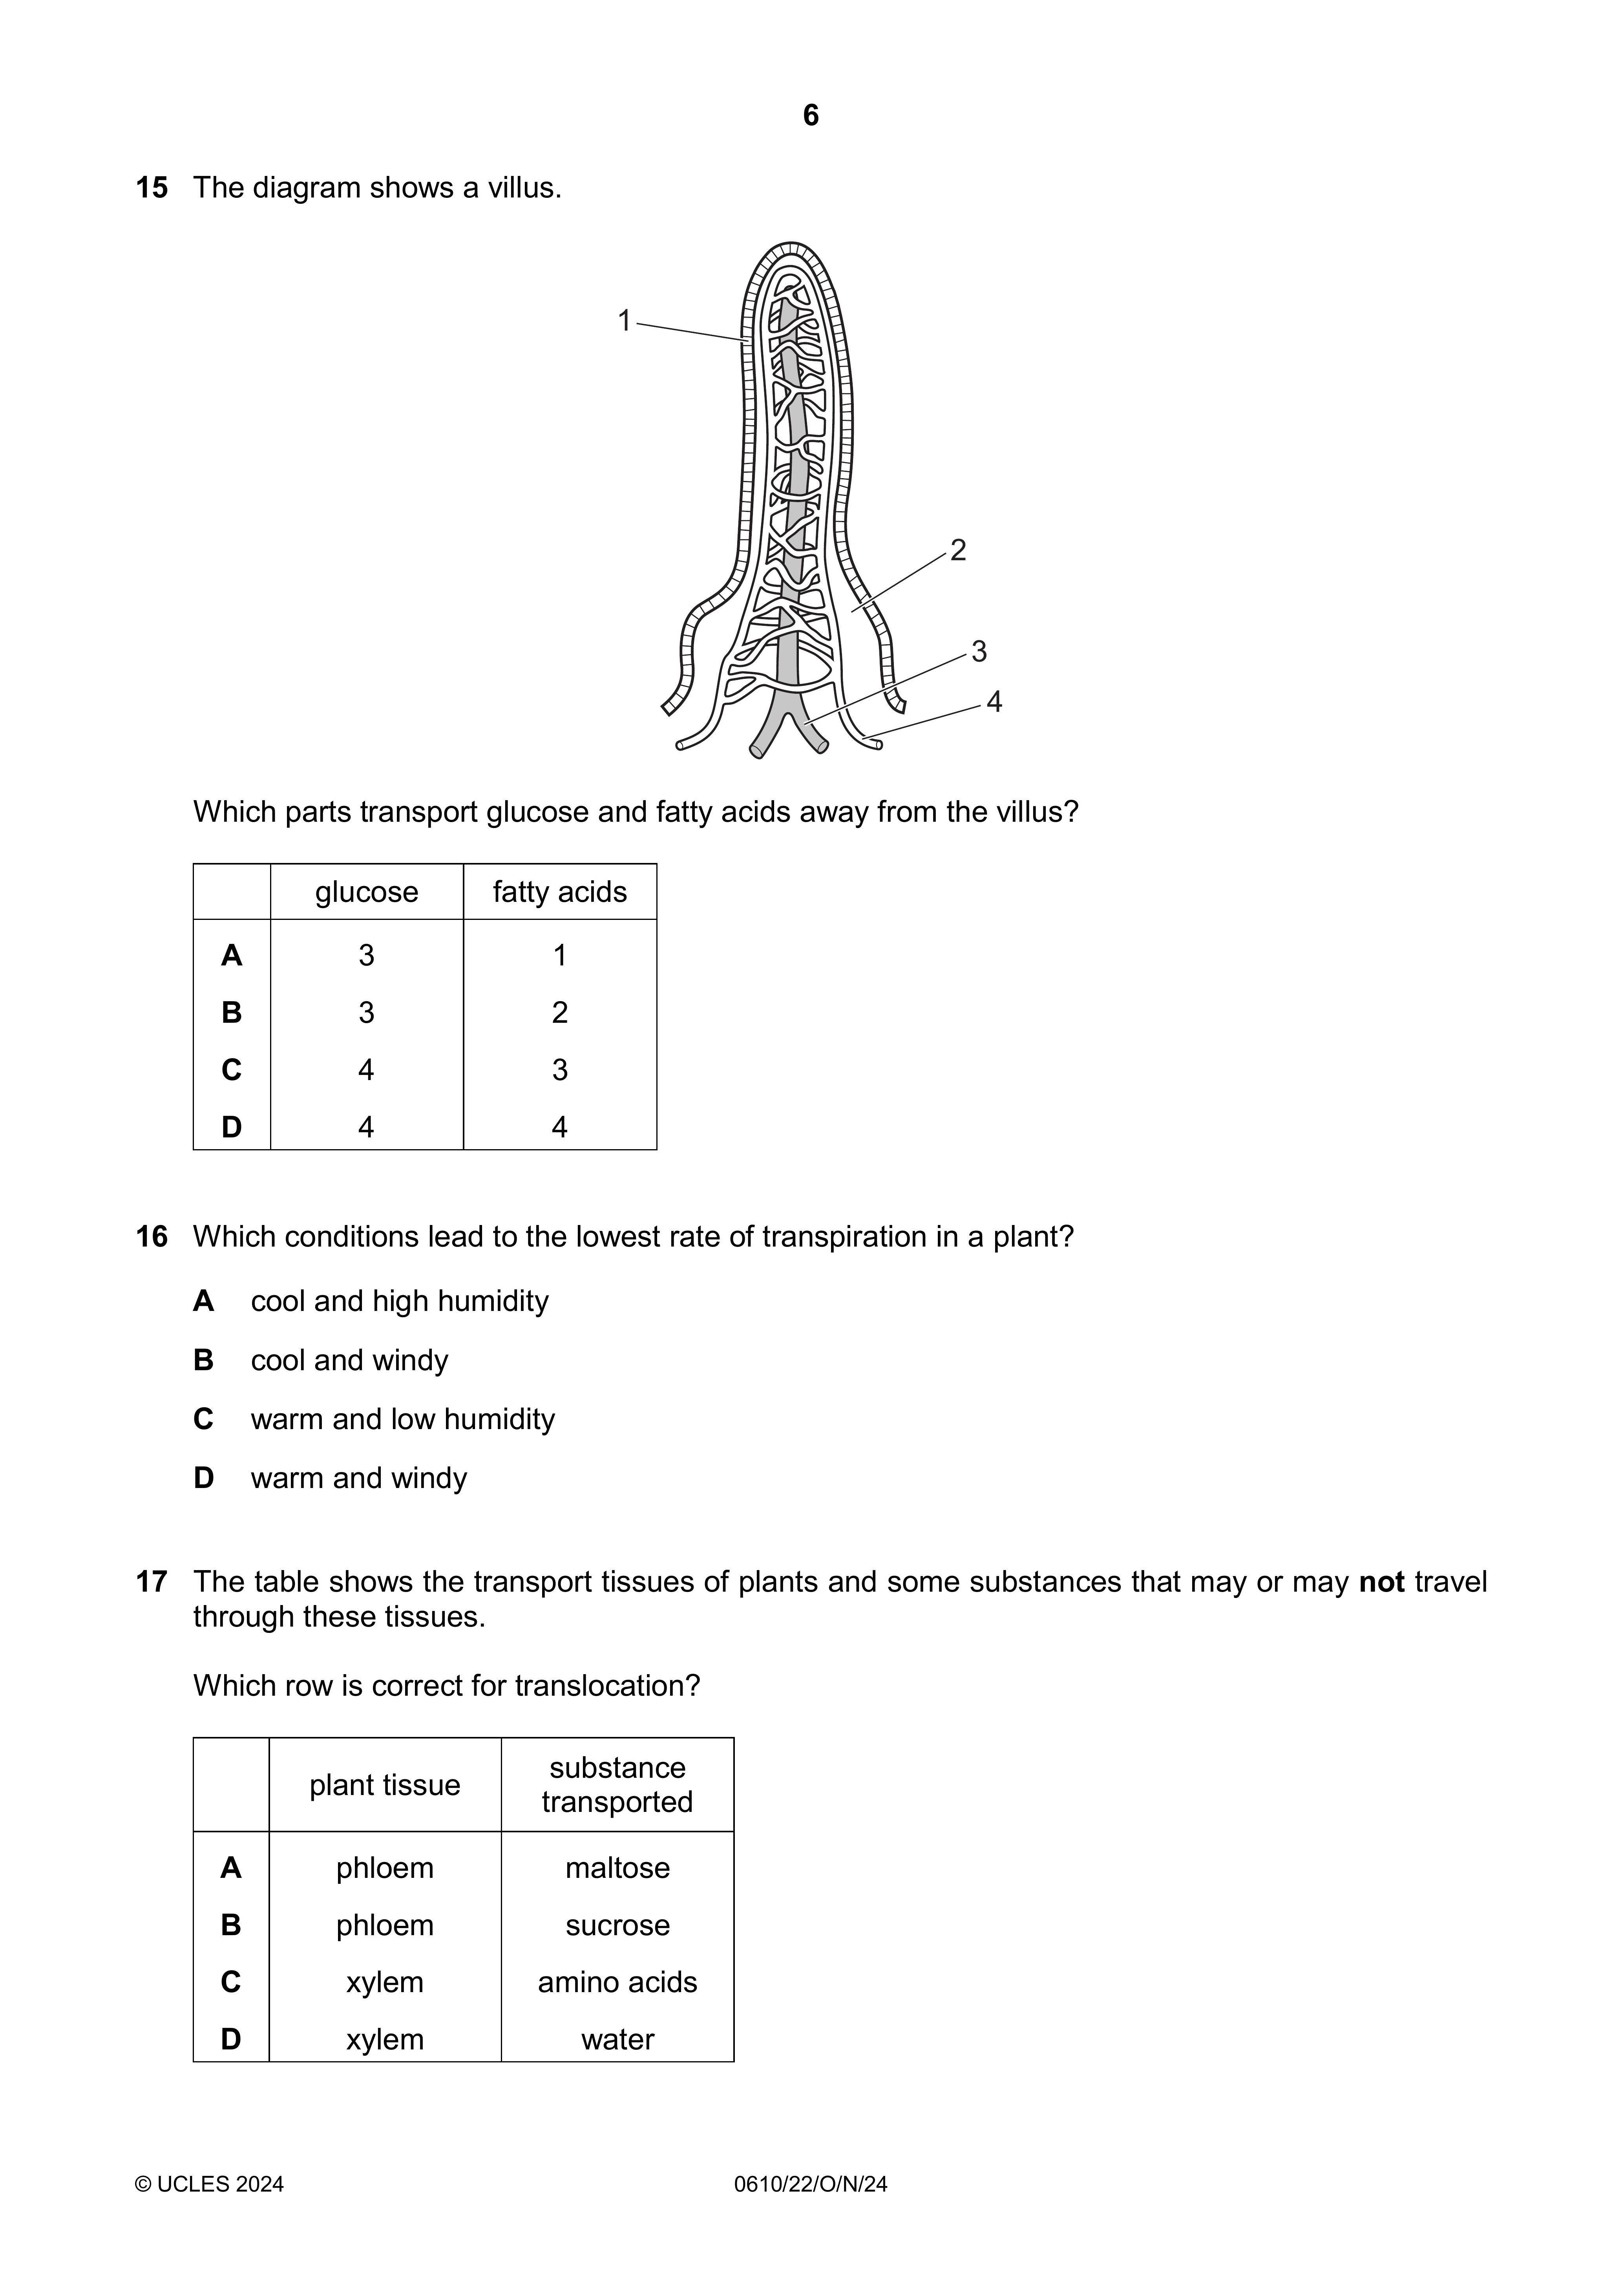 6
15 The diagram shows a villus.
1
2
3
4
Which parts transport glucose and fatty acids away from the villus?
glucose fatty acids
A 3 1
B 3 2
C 4 3
D 4 4
16 Which conditions lead to the lowest rate of transpiration in a plant?
A cool and high humidity
B cool and windy
C warm and low humidity
D warm and windy
17 The table shows the transport tissues of plants and some substances that may or may not travel
through these tissues.
Which row is correct for translocation?
plant tissue substance
transported
A phloem maltose
B phloem sucrose
C xylem amino acids
D xylem water
© UCLES 2024 0610/22/O/N/24